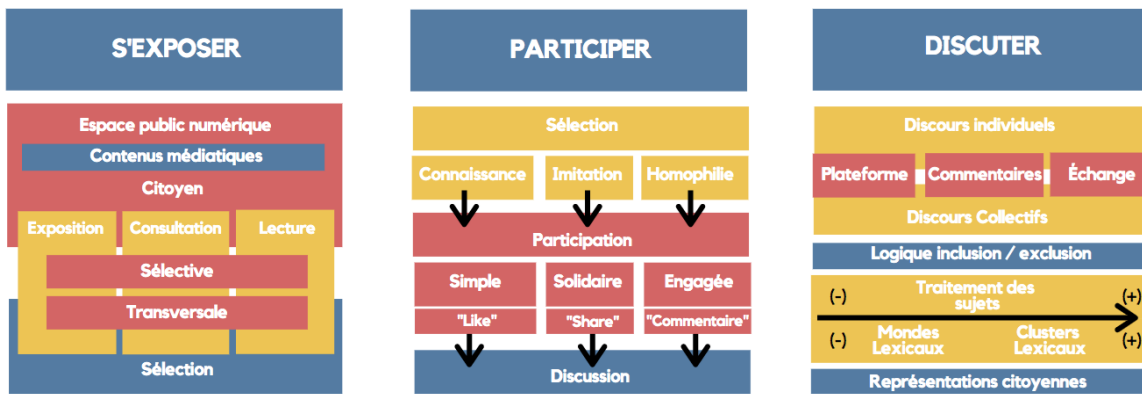 S'EXPOSER
Espace public numérique
Contenus médiatiques
Citoyen
Exposition
Consultation
Lecture
Sélective
Transversale
Sélection
PARTICIPER
Sélection
Connaissance
Imitation
Homophilie
Participation
Simple
Solidaire
Engagée
"Like"
"Share"
"Commentaire"
Discussion
DISCUTER
Discours individuels
Plateforme
Commentaires
Échange
Discours Collectifs
Logique inclusion / exclusion
(-)
Traitement des
sujets
(+)
(-)
Mondes
Lexicaux
Clusters
Lexicaux
(+)
Représentations citoyennes